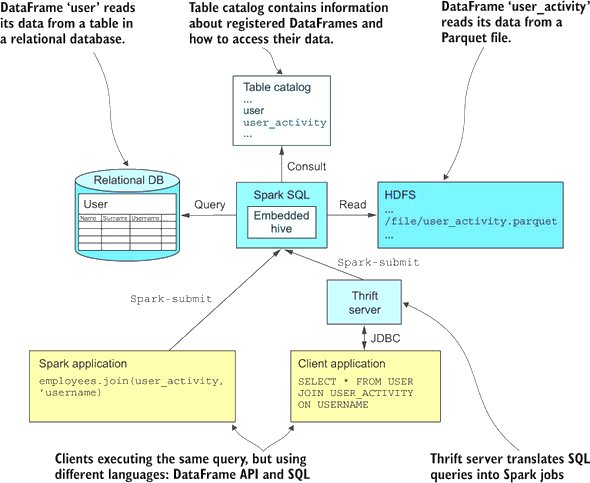 DataFrame ‘user’ reads
its data from a table in
a relational database.
Table catalog contains information
about registered DataFrames and
how to access their data.
DataFrame ‘user_activity’
reads its data from a
Parquet file.
Table catalog
...
user
user_activity
...
Consult
Relational DB
User
Name Surname Username
Query
Spark SQL
Embedded
hive
Read
HDFS
...
/file/user_activity.parquet
...
Spark-submit
Spark-submit
Thrift
server
JDBC
Spark application
employees.join(user_activity,
’username)
Client application
SELECT * FROM USER
JOIN USER_ACTIVITY
ON USERNAME
Clients executing the same query, but using
different languages: DataFrame API and SQL
Thrift server translates SQL
queries into Spark jobs